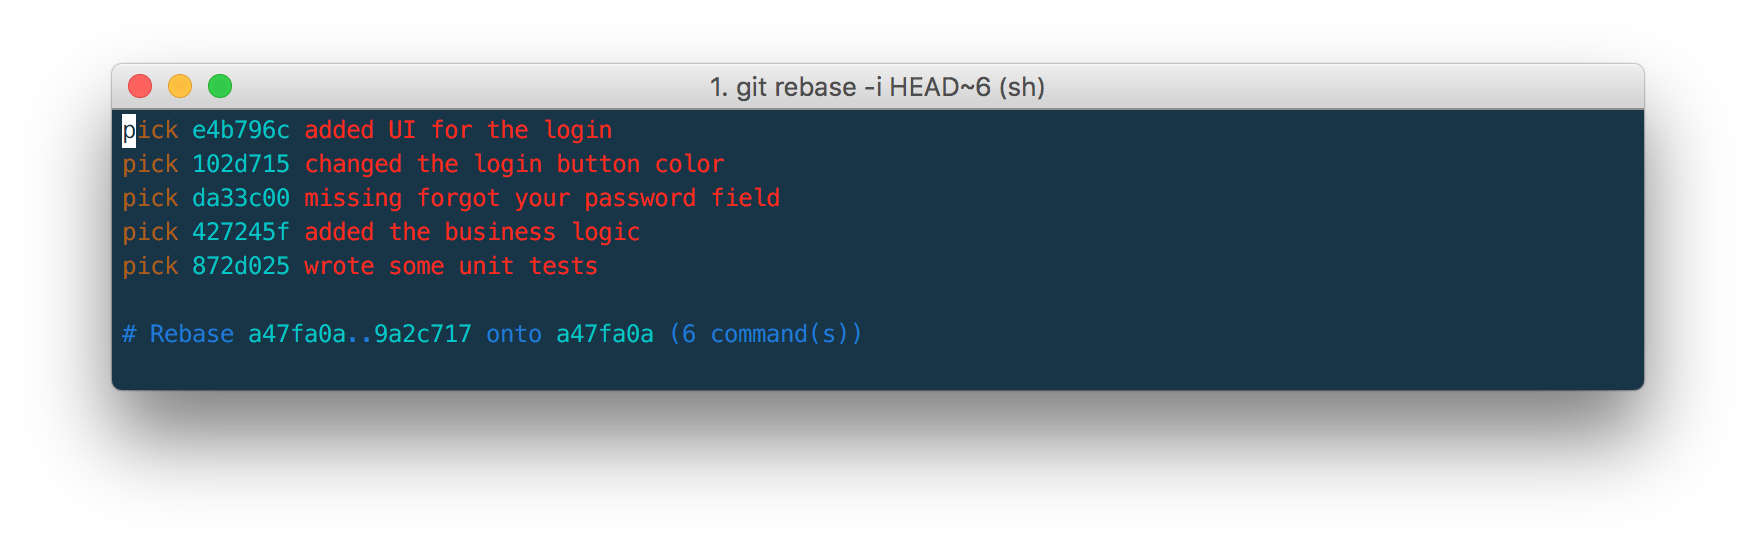 1. git rebase -i HEAD~6 (sh)
pick e4b796c added UI for the login
pick 102d715 changed the login button color
pick da33c00 missing forgot your password field
pick 427245f added the business logic
pick 872d025 wrote some unit tests
# Rebase a47fa0a..9a2c717 onto a47fa0a (6 command(s))